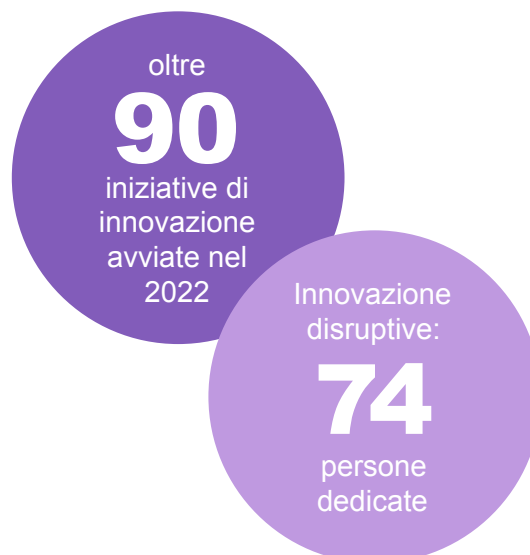 oltre
90
iniziative di
innovazione
avviate nel
2022
Innovazione
disruptive:
74
persone
dedicate